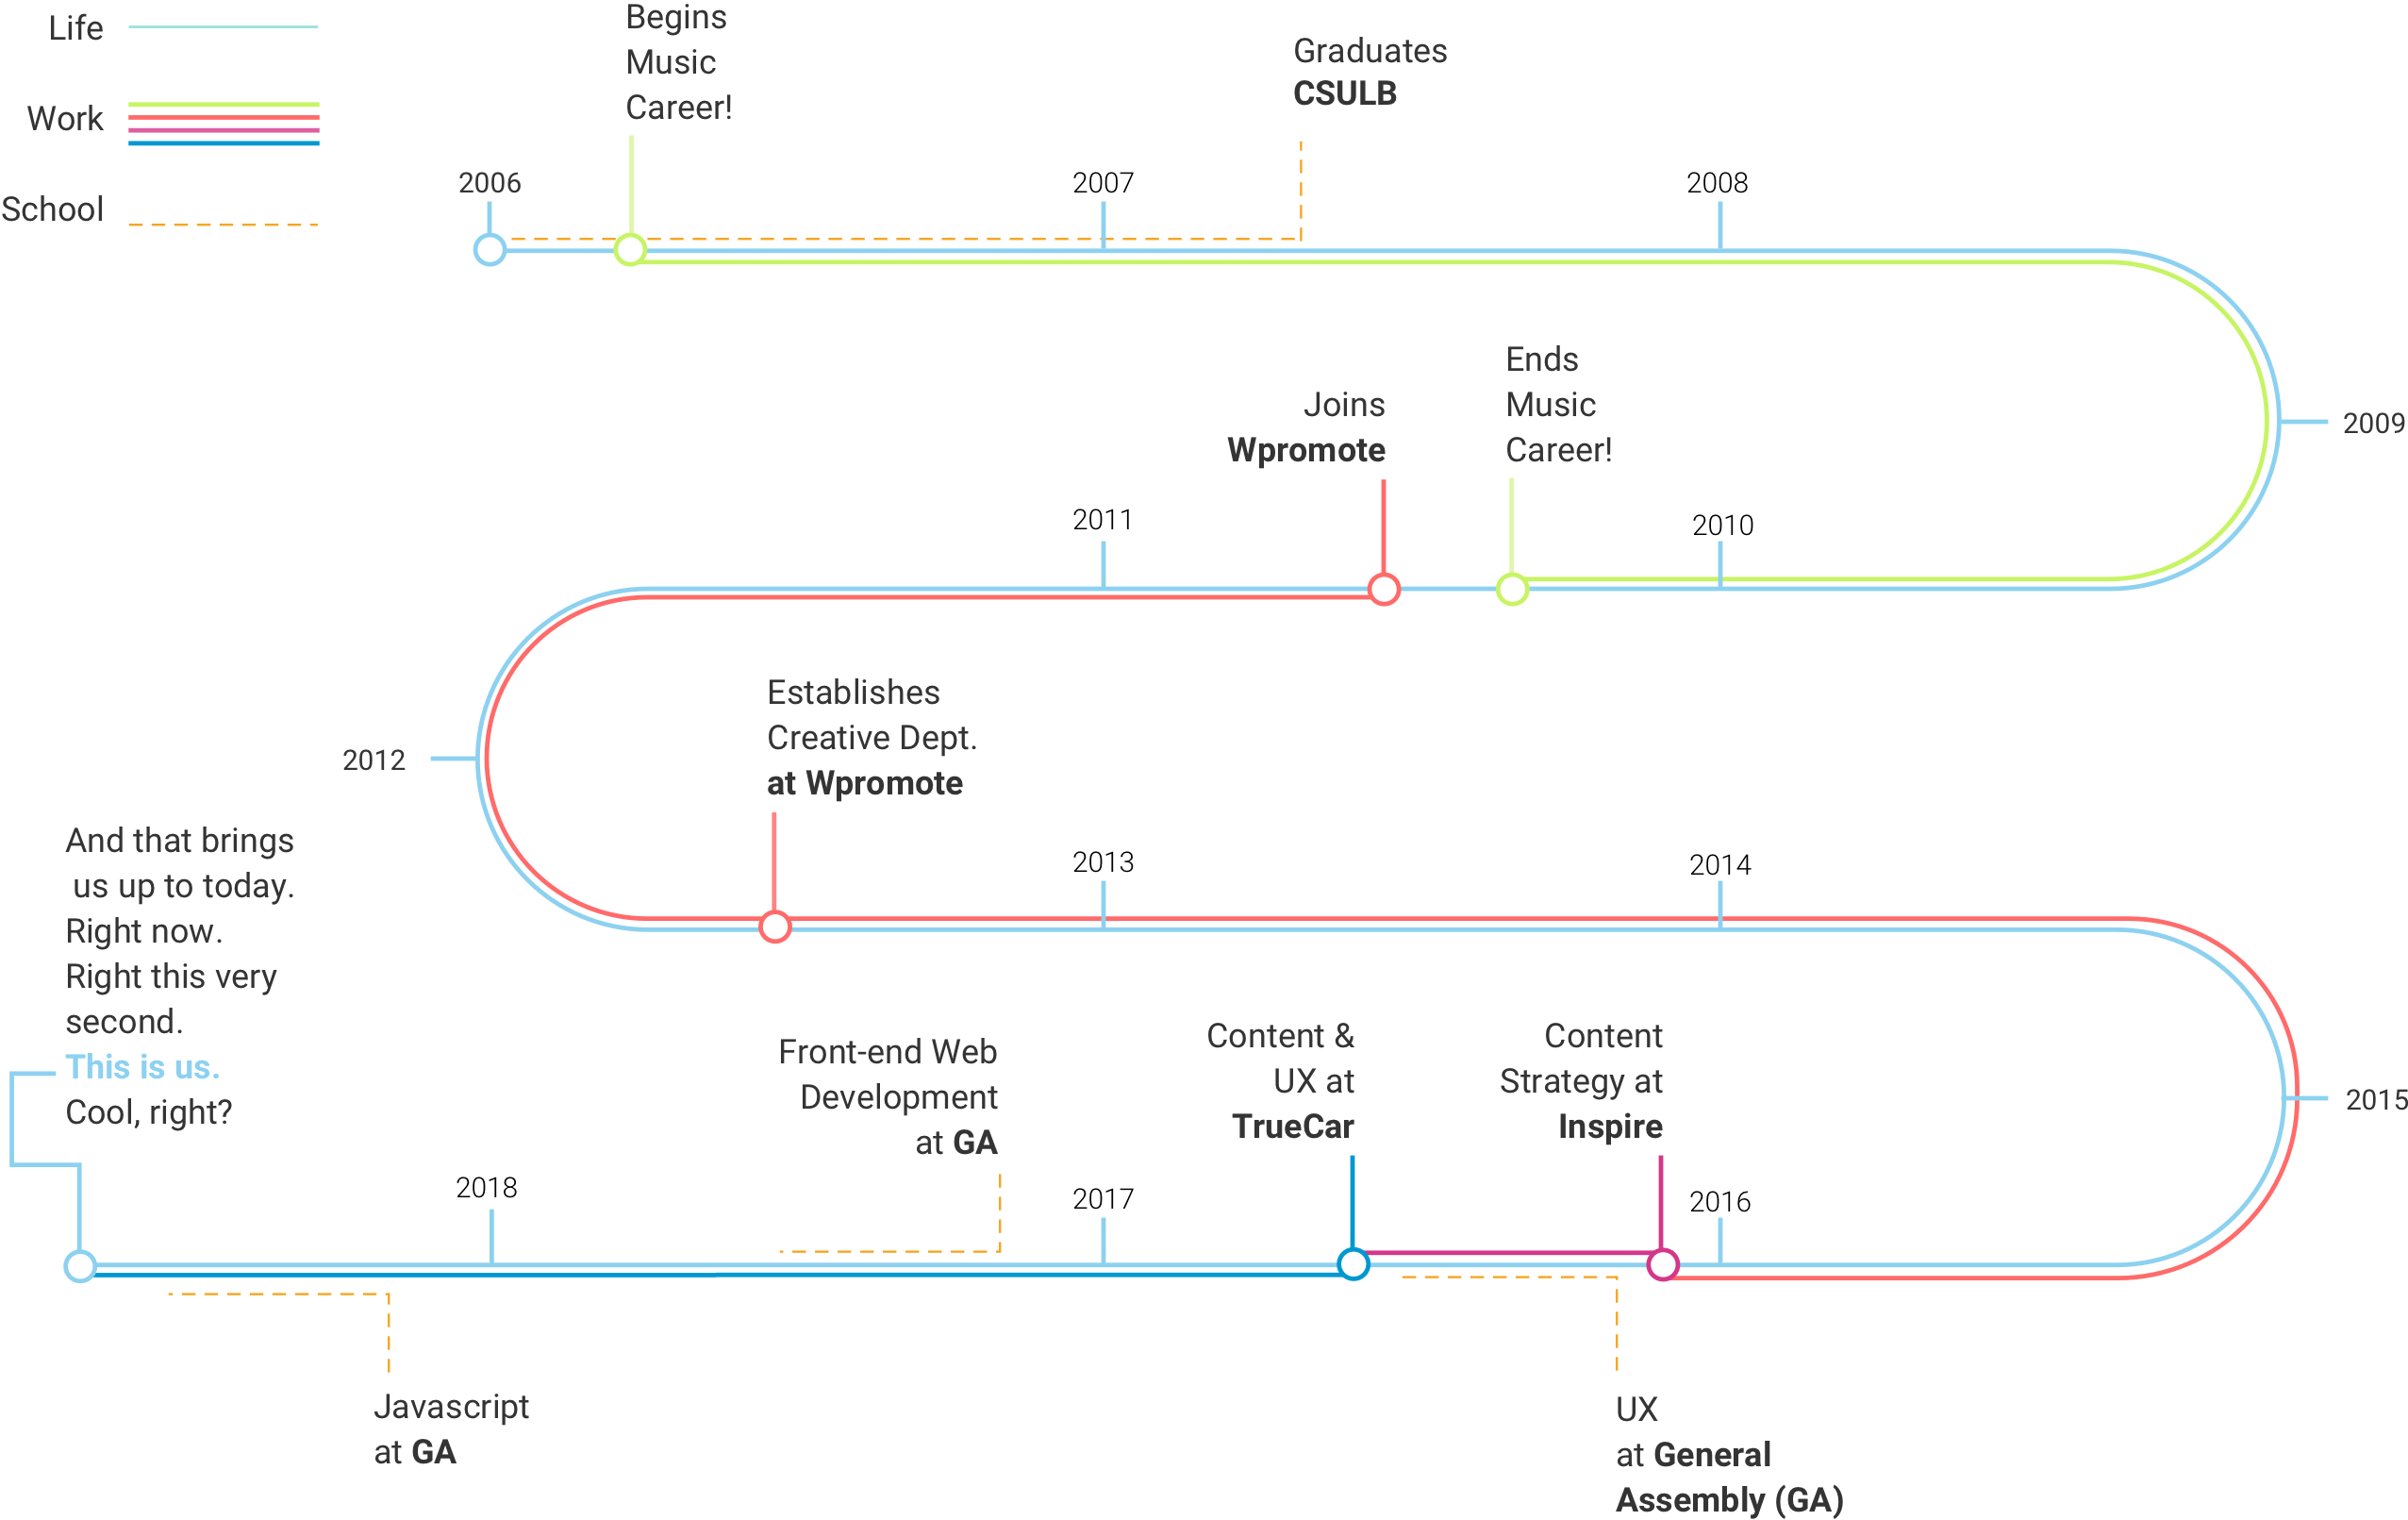 Life
Work
School
Begins
Music
Career!
Graduates
CSULB
2006
2007
2008
2009
Ends
Music
Career!
Joins
Wpromote
2010
2011
2012
Establishes
Creative Dept.
at Wpromote
2013
2014
2015
Content
Strategy at
Inspire
2016
Content &
UX at
TrueCar
UX
at General
Assembly (GA)
2017
Front-end Web
Development
at GA
2018
Javascript
at GA
And that brings
us up to today.
Right now.
Right this very
second.
This is us.
Cool, right?